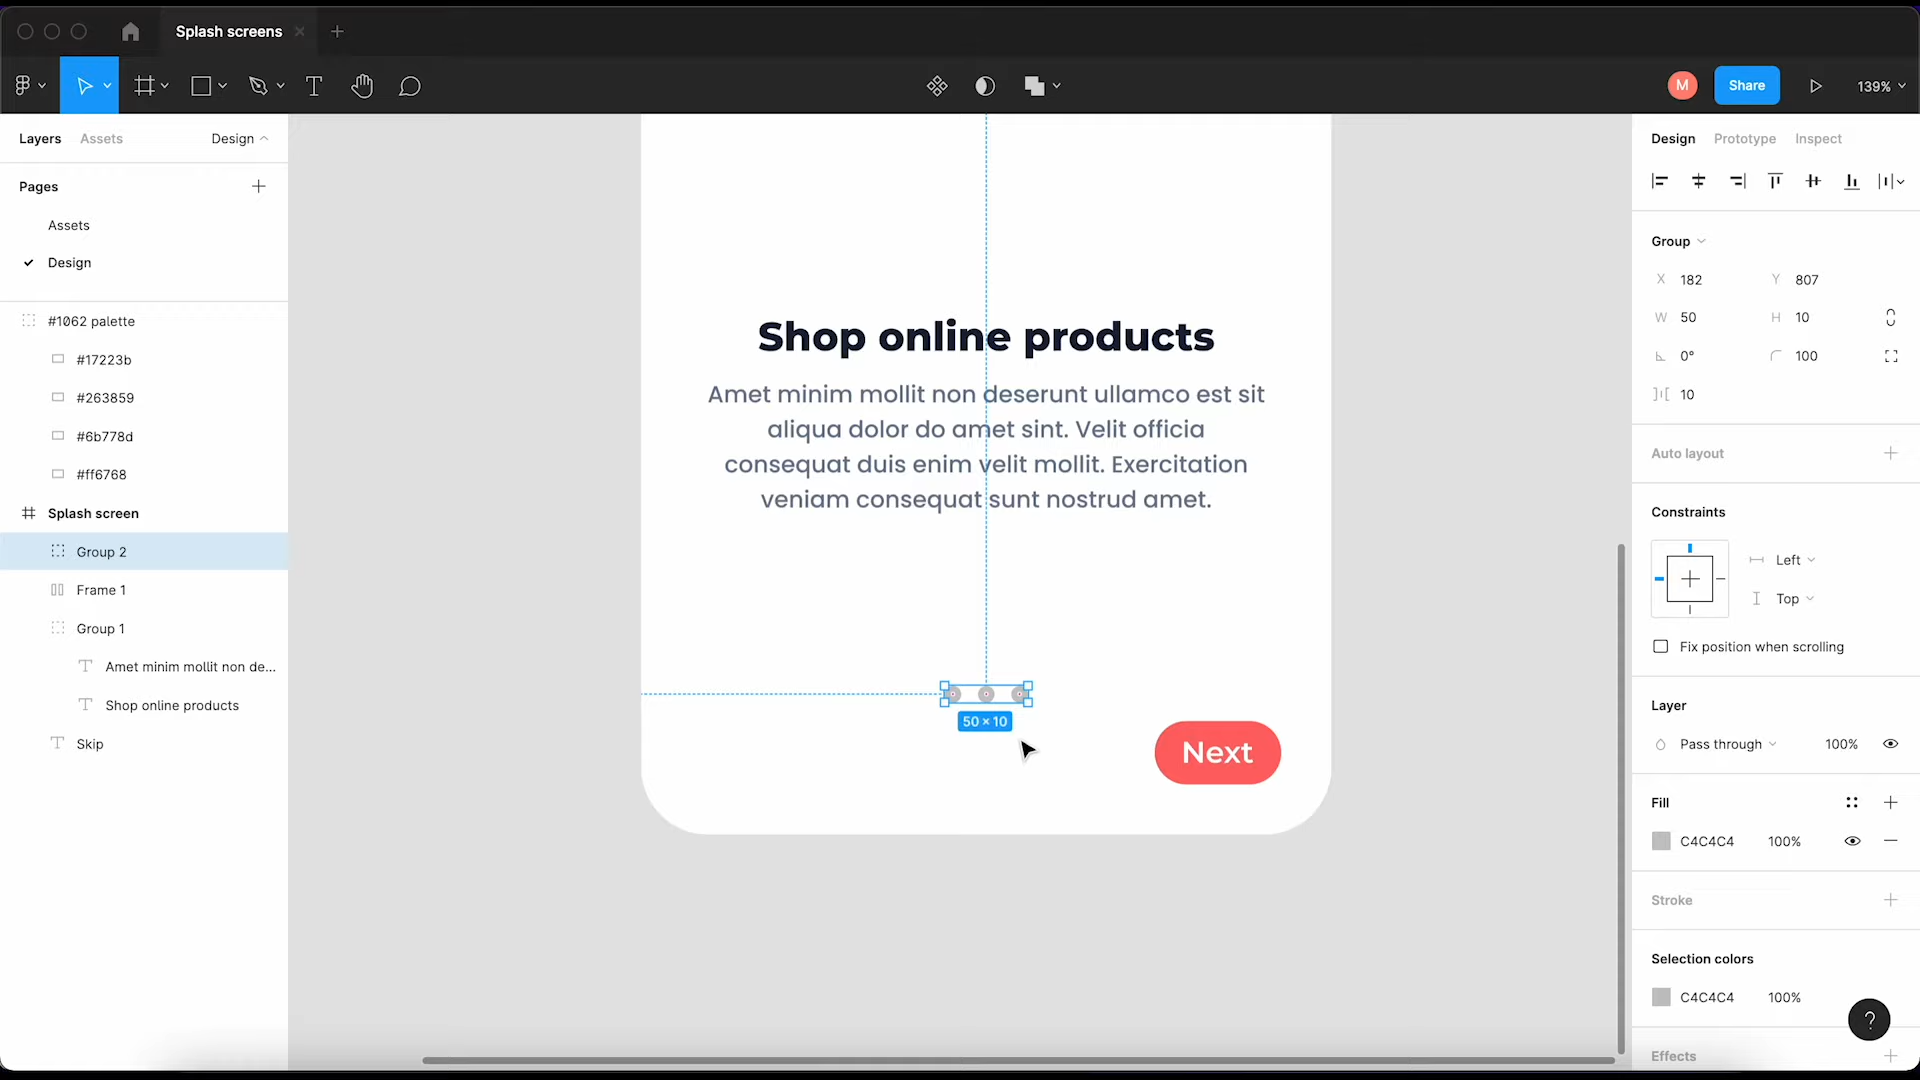 Splash screens
M
Share
139%
Layers
Assets
Design
Pages
Assets
Design
#1062 palette
#17223b
#263859
#6b778d
#ff6768
Splash screen
Group 2
Frame 1
Group 1
Amet minim mollit non de...
Shop online products
Skip
Shop online products
Amet minim mollit non deserunt ullamco est sit
aliqua dolor do amet sint. Velit officia
consequat duis enim velit mollit. Exercitation
veniam consequat sunt nostrud amet.
50 × 10
Next
Design
Prototype
Inspect
Group
X 182
Y 807
W 50
H 10
0°
100
10
Auto layout
Constraints
Left
Top
Fix position when scrolling
Layer
Pass through
100%
Fill
C4C4C4
100%
Stroke
Selection colors
C4C4C4
100%
?
Effects